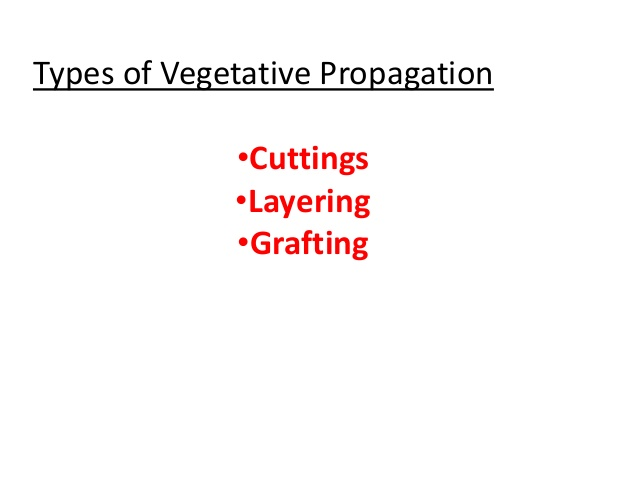 Types of Vegetative Propagation
•Cuttings
•Layering
•Grafting